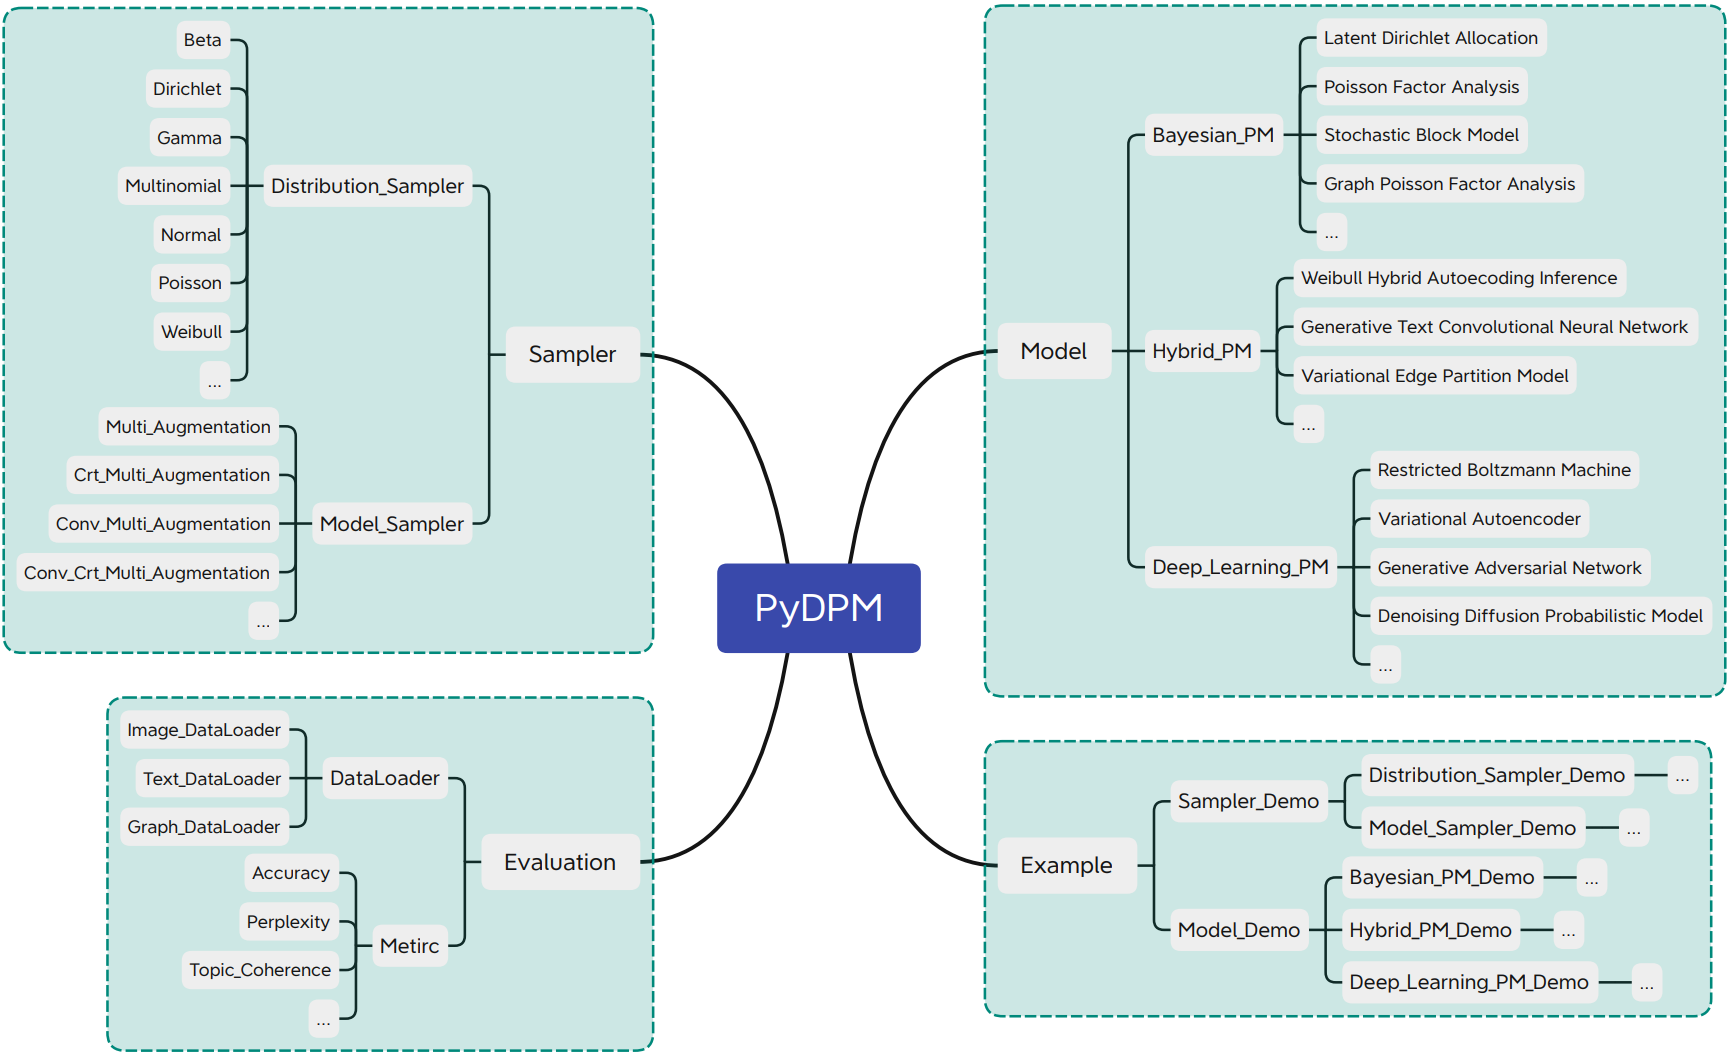 Beta
Dirichlet
Gamma
Multinomial
Normal
Poisson
Weibull
...
Distribution_Sampler
Multi_Augmentation
Crt_Multi_Augmentation
Conv_Multi_Augmentation
Conv_Crt_Multi_Augmentation
...
Model_Sampler
Sampler
PyDPM
Model
Bayesian_PM
Latent Dirichlet Allocation
Poisson Factor Analysis
Stochastic Block Model
Graph Poisson Factor Analysis
...
Hybrid_PM
Weibull Hybrid Autoecoding Inference
Generative Text Convolutional Neural Network
Variational Edge Partition Model
...
Deep_Learning_PM
Restricted Boltzmann Machine
Variational Autoencoder
Generative Adversarial Network
Denoising Diffusion Probabilistic Model
...
Image_DataLoader
Text_DataLoader
Graph_DataLoader
DataLoader
Accuracy
Perplexity
Topic_Coherence
...
Metirc
Evaluation
Example
Sampler_Demo
Distribution_Sampler_Demo
...
Model_Sampler_Demo
...
Model_Demo
Bayesian_PM_Demo
...
Hybrid_PM_Demo
...
Deep_Learning_PM_Demo
...